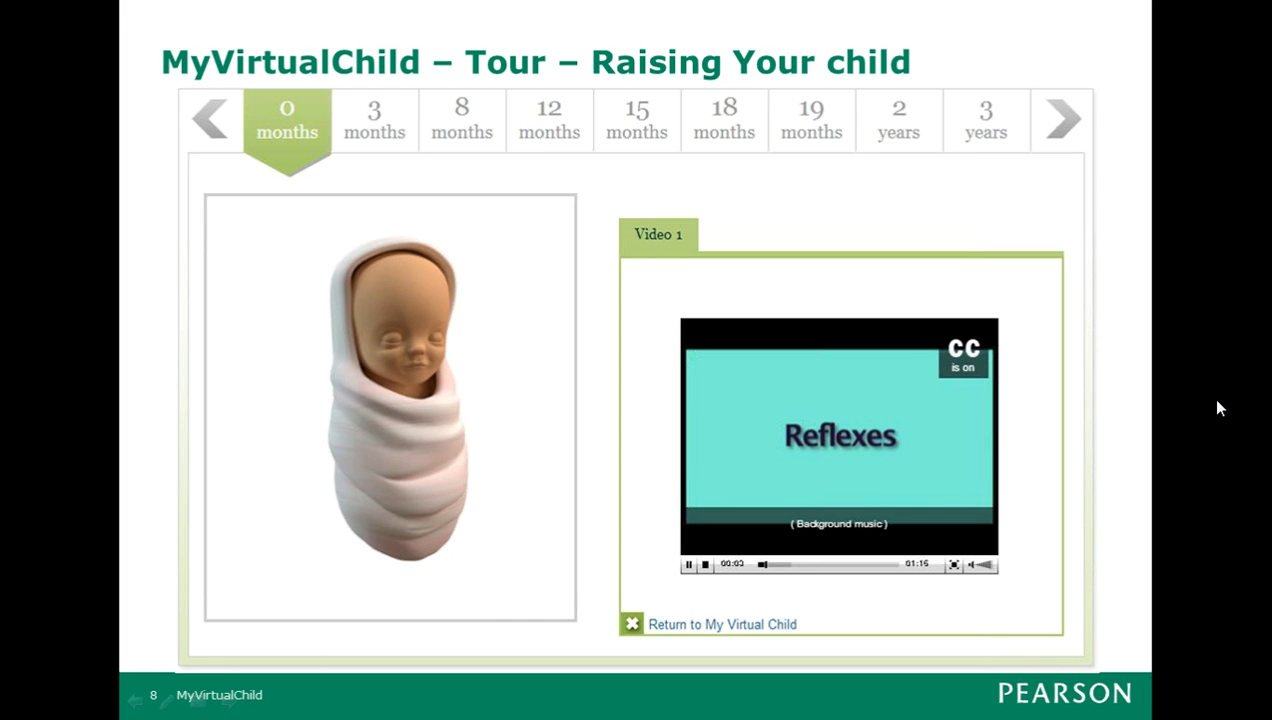 MyVirtualChild – Tour – Raising Your child
0 months
3 months
8 months
12 months
15 months
18 months
19 months
2 years
3 years
Video 1
CC
is on
Reflexes
( Background music )
00:03
01:15
Return to My Virtual Child
8 MyVirtualChild
PEARSON